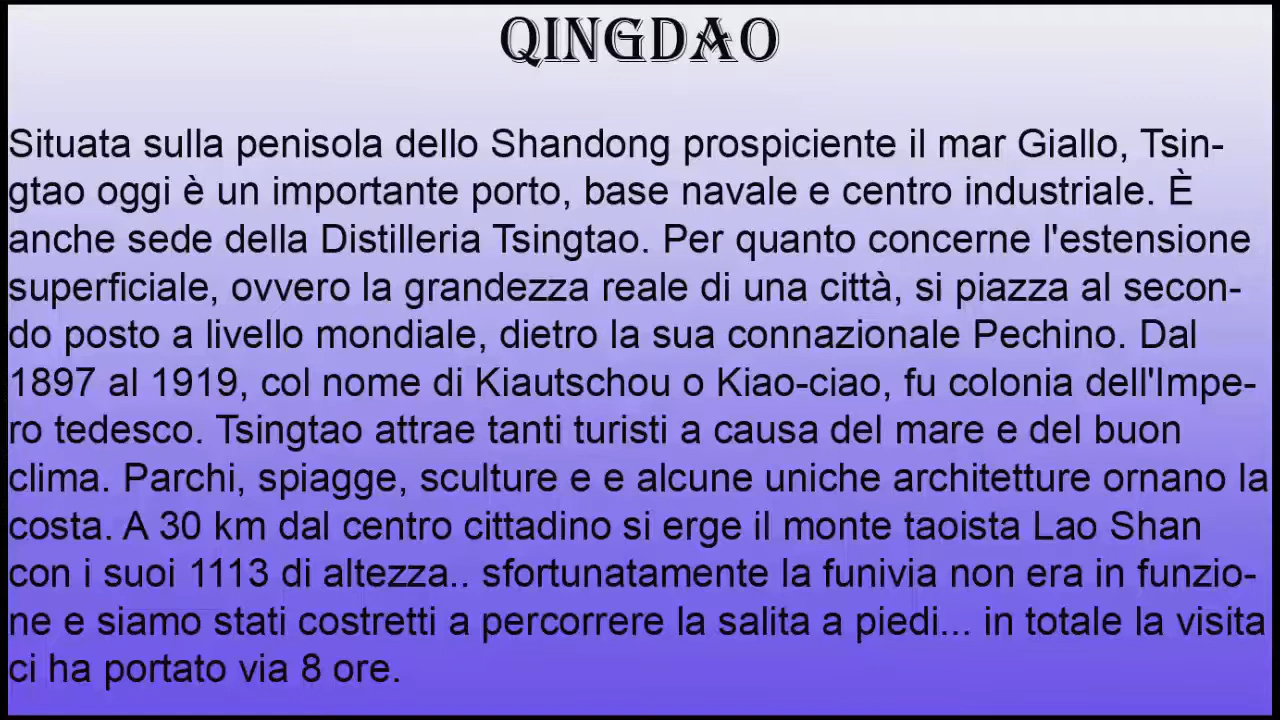 QINGDAO
Situata sulla penisola dello Shandong prospiciente il mar Giallo, Tsin-
gtao oggi è un importante porto, base navale e centro industriale. È
anche sede della Distilleria Tsingtao. Per quanto concerne l'estensione
superficiale, ovvero la grandezza reale di una città, si piazza al secon-
do posto a livello mondiale, dietro la sua connazionale Pechino. Dal
1897 al 1919, col nome di Kiautschou o Kiao-ciao, fu colonia dell'Impe-
ro tedesco. Tsingtao attrae tanti turisti a causa del mare e del buon
clima. Parchi, spiagge, sculture e e alcune uniche architetture ornano la
costa. A 30 km dal centro cittadino si erge il monte taoista Lao Shan
con i suoi 1113 di altezza.. sfortunatamente la funivia non era in funzio-
ne e siamo stati costretti a percorrere la salita a piedi... in totale la visita
ci ha portato via 8 ore.